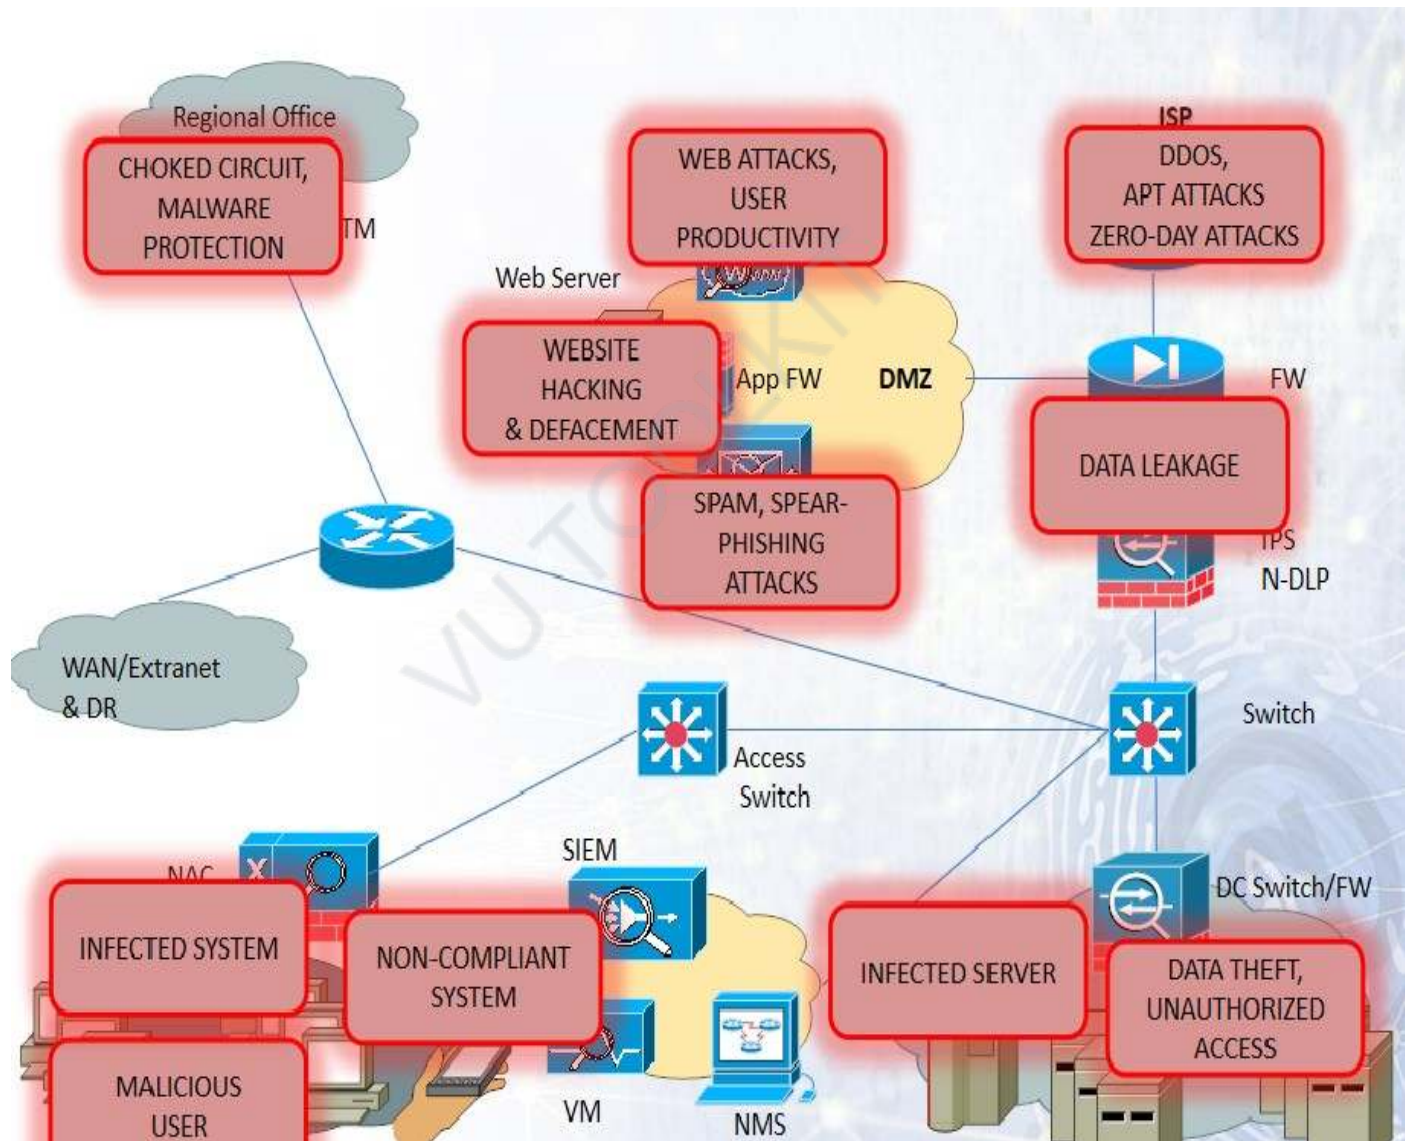 Regional Office
CHOKED CIRCUIT,
MALWARE
PROTECTION
TM
WEB ATTACKS,
USER
PRODUCTIVITY
ISP
DDOS,
APT ATTACKS
ZERO-DAY ATTACKS
Web Server
WEBSITE
HACKING
& DEFACEMENT
App FW
DMZ
FW
DATA LEAKAGE
SPAM, SPEAR-
PHISHING
ATTACKS
IPS
N-DLP
WAN/Extranet
& DR
Access
Switch
Switch
NAC
SIEM
DC Switch/FW
INFECTED SYSTEM
NON-COMPLIANT
SYSTEM
INFECTED SERVER
DATA THEFT,
UNAUTHORIZED
ACCESS
MALICIOUS
USER
VM
NMS